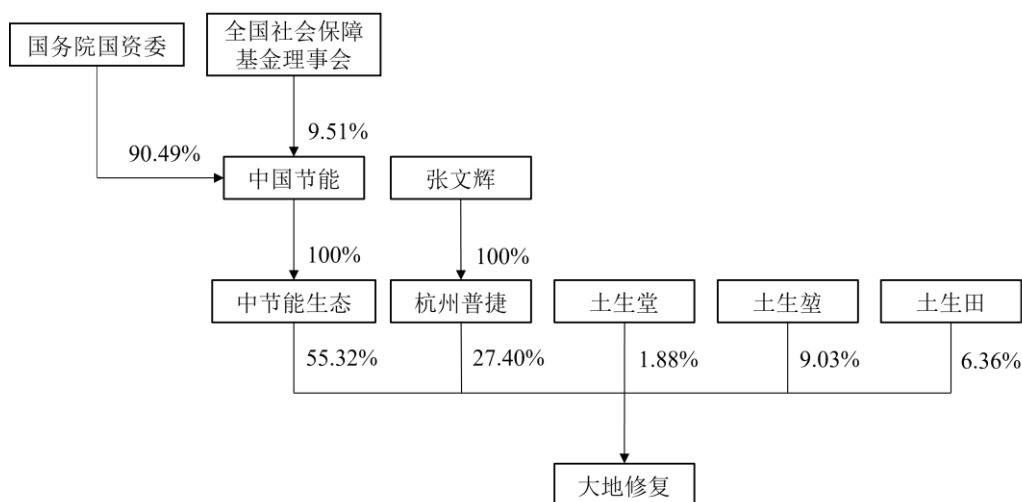 国务院国资委
全国社会保障
基金理事会
90.49%
9.51%
中国节能
张文辉
100%
100%
中节能生态
杭州普捷
土生堂
土生堃
土生田
55.32%
27.40%
1.88%
9.03%
6.36%
大地修复